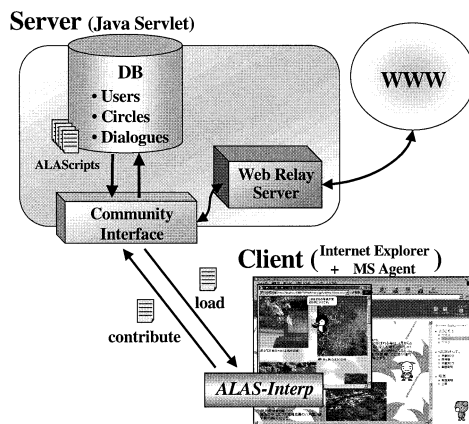 Server (Java Servlet)
DB
• Users
• Circles
• Dialogues
ALAScripts
WWW
Web Relay
Server
Community
Interface
Client (Internet Explorer
+ MS Agent)
load
contribute
ALAS-Interp